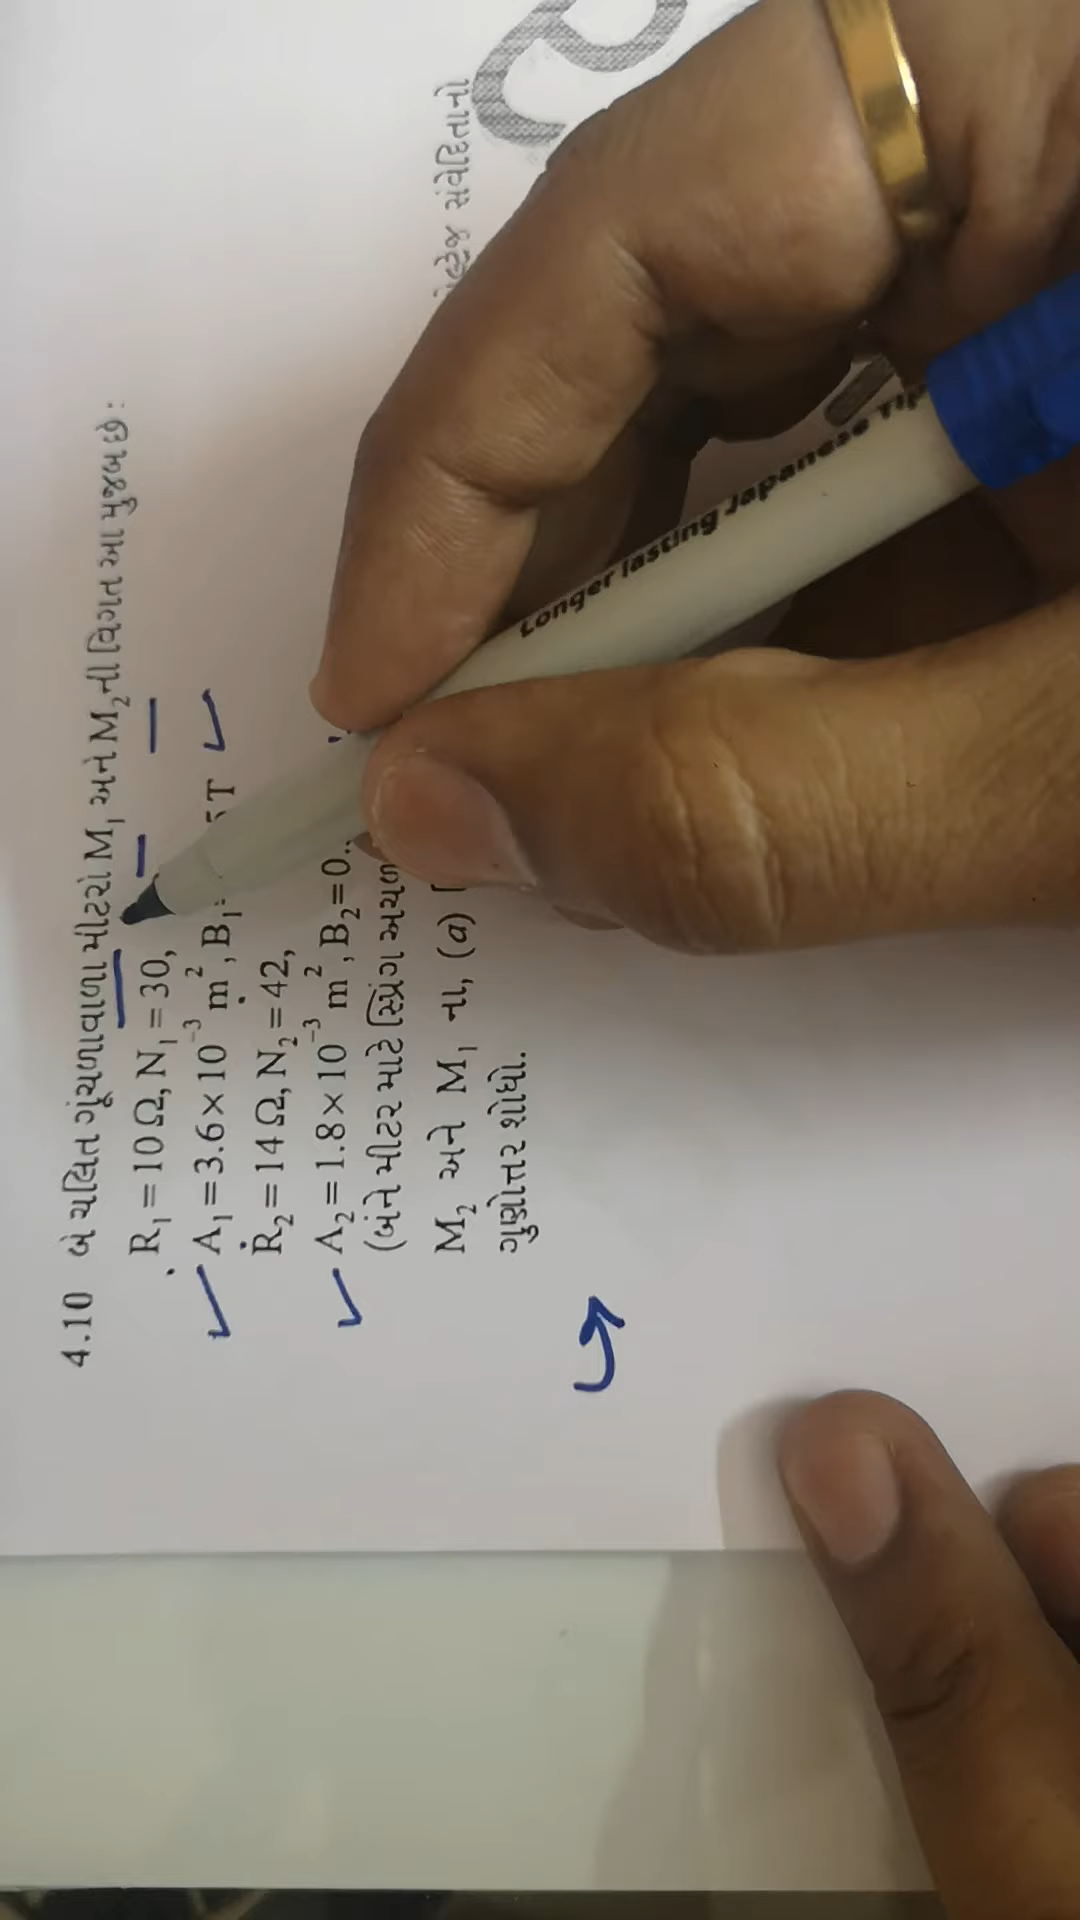 4.10 બે ચલિત ગૂંચળાવાળા મીટરો M₁ અને M₂ની વિગત આ મુજબ છે :
R₁ = 10 Ω, N₁ = 30,
A₁ = 3.6 × 10⁻³ m², B₁ T
R₂ = 14 Ω, N₂ = 42,
A₂ = 1.8 × 10⁻³ m², B₂ = 0.
(બંને મીટર માટે સ્પ્રિંગ
M₂ અને M₁ ના, (a) સંવેદિતાનો
ગુણોત્તર શોધો.
Longer lasting Japanese Tip